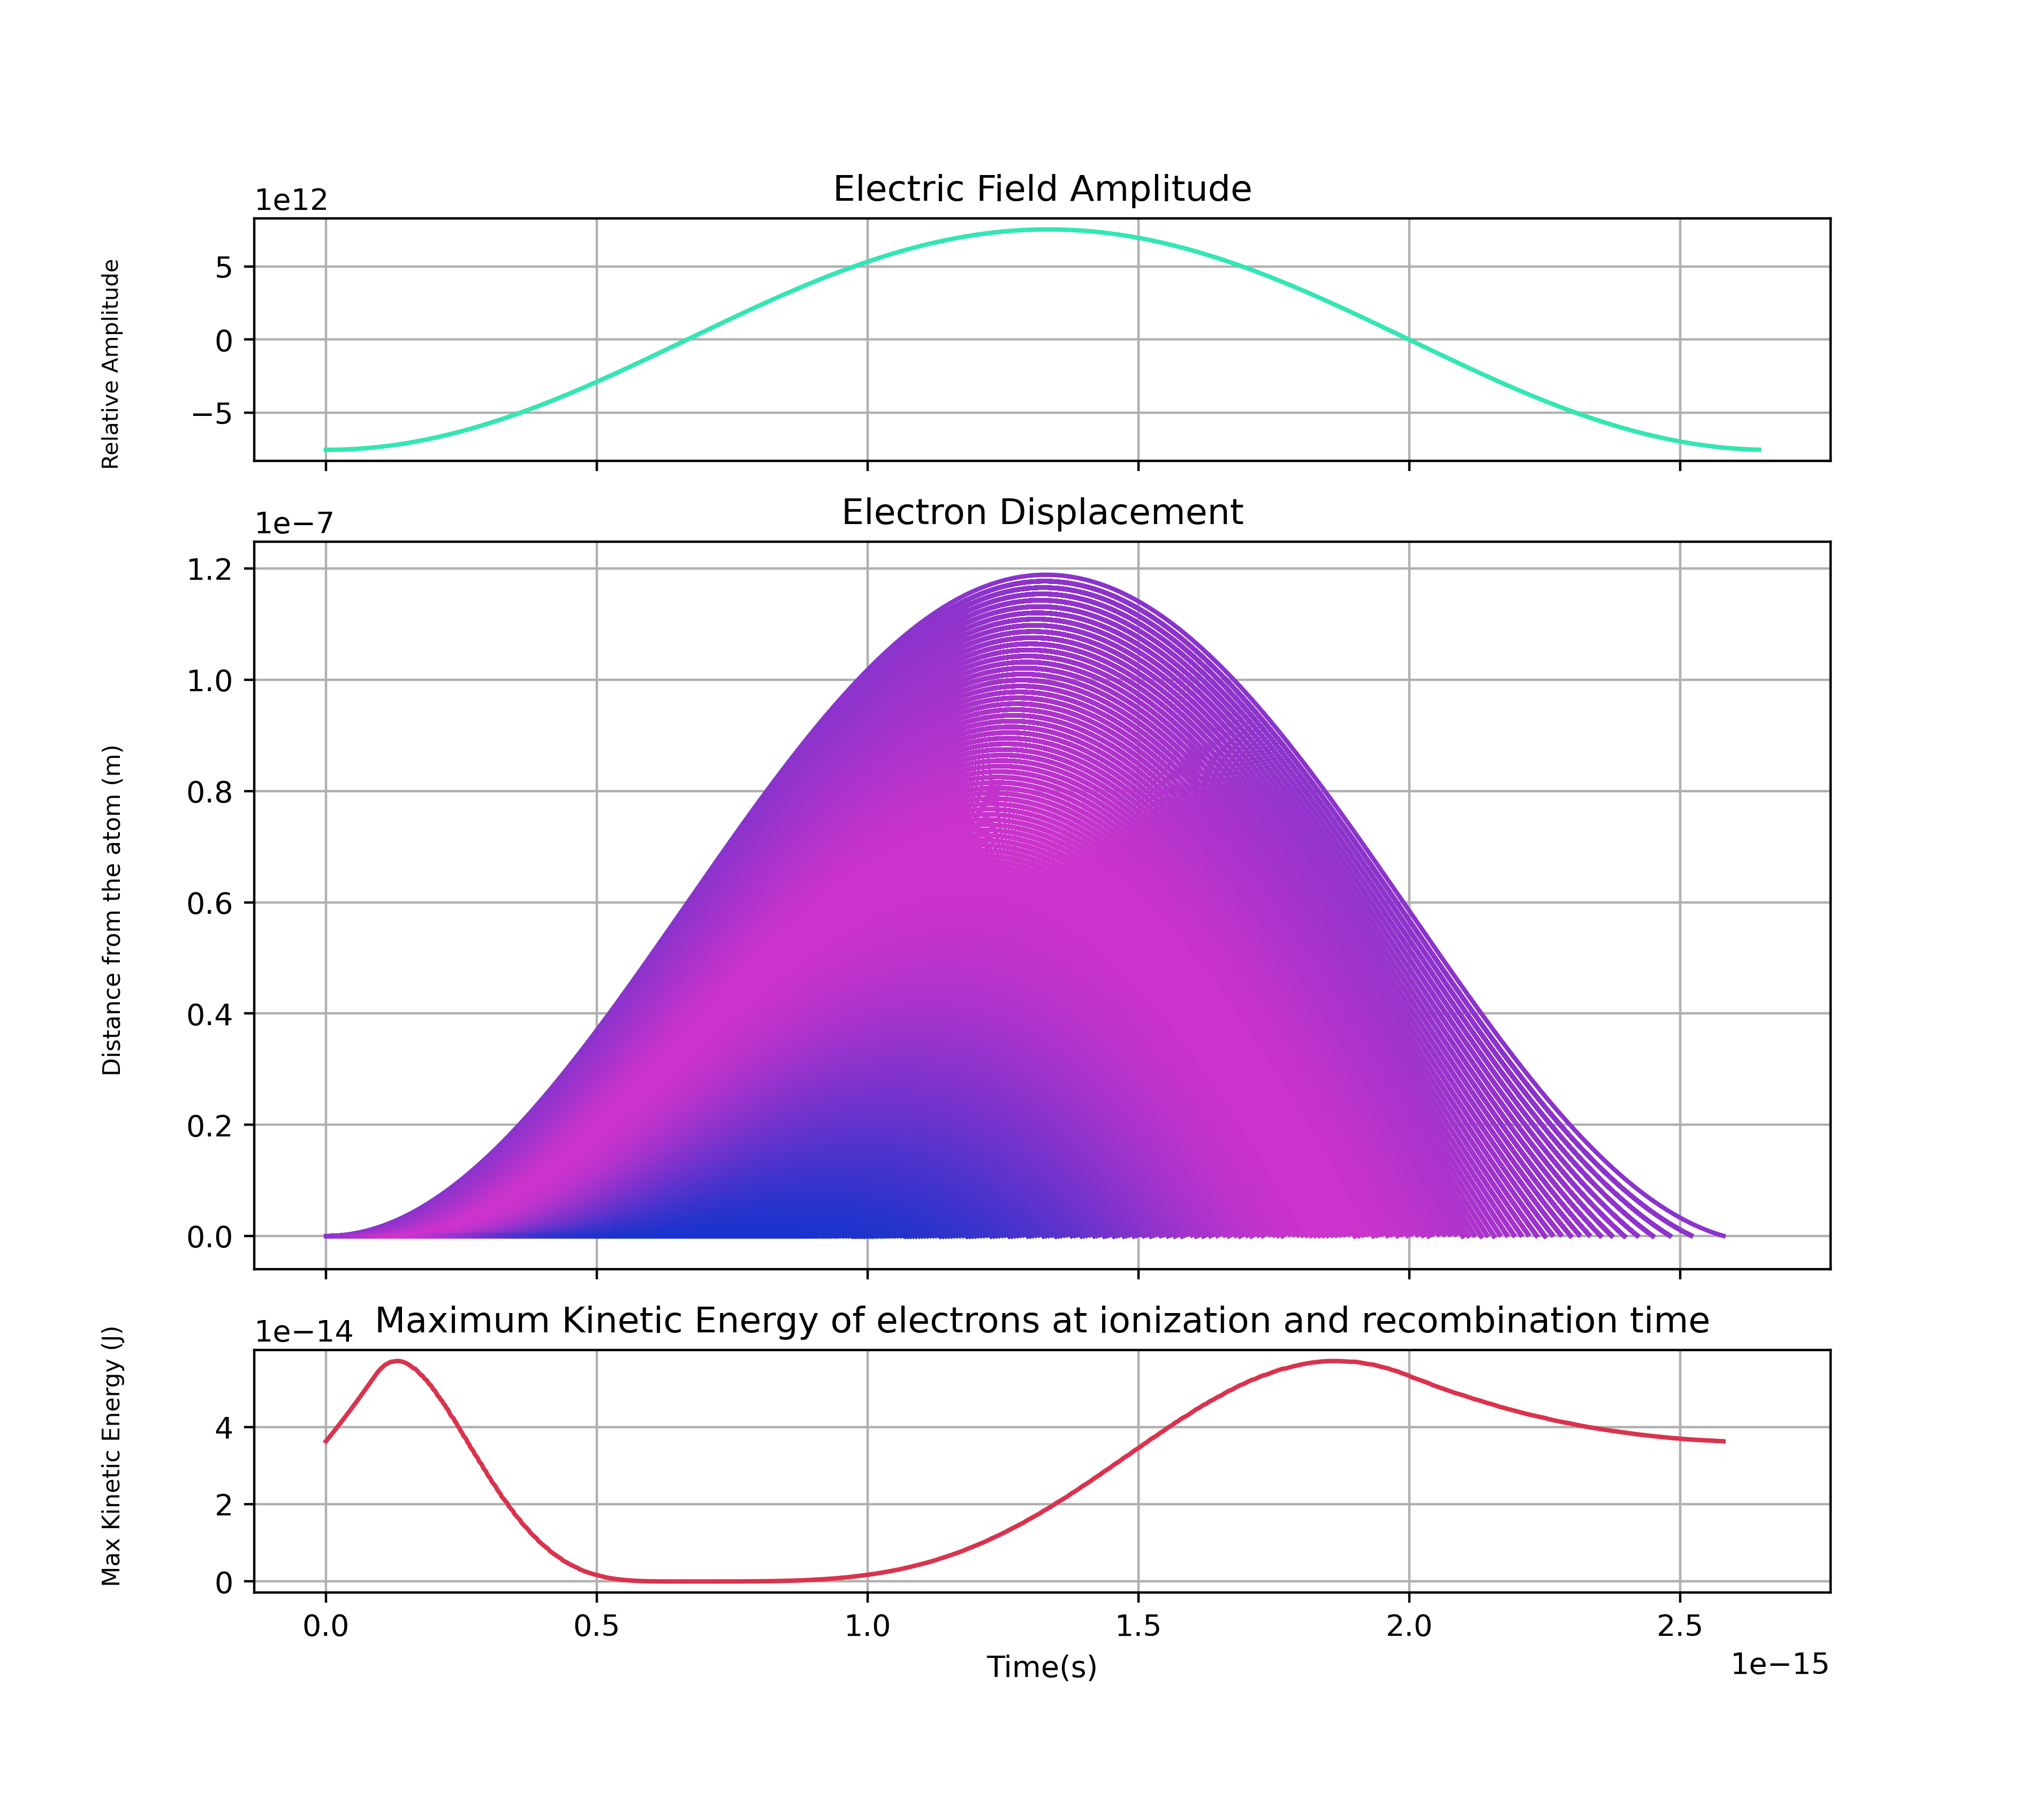 Electric Field Amplitude
1e12
Relative Amplitude
5
0
−5
Electron Displacement
1e−7
Distance from the atom (m)
1.2
1.0
0.8
0.6
0.4
0.2
0.0
Maximum Kinetic Energy of electrons at ionization and recombination time
1e−14
Max Kinetic Energy (J)
4
2
0
0.0 0.5 1.0 1.5 2.0 2.5
Time(s)
1e−15